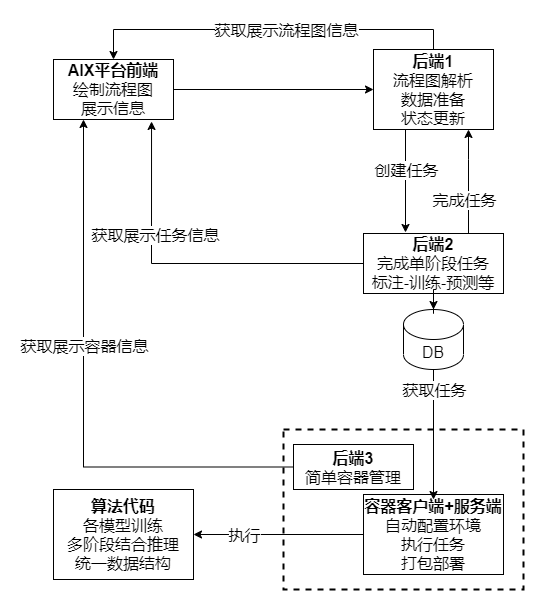 获取展示流程图信息
AIX平台前端
绘制流程图
展示信息
后端1
流程图解析
数据准备
状态更新
创建任务
完成任务
获取展示任务信息
后端2
完成单阶段任务
标注-训练-预测等
DB
获取展示容器信息
获取任务
后端3
简单容器管理
算法代码
各模型训练
多阶段结合推理
统一数据结构
执行
容器客户端+服务端
自动配置环境
执行任务
打包部署